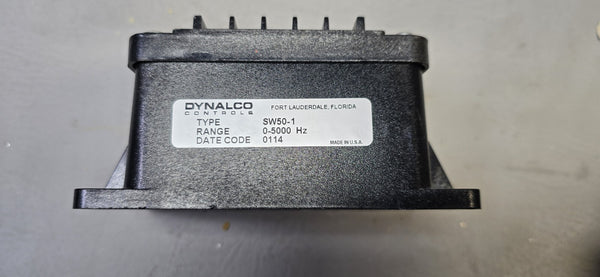 DYNALCO
CONTROLS
FORT LAUDERDALE, FLORIDA
TYPE SW50-1
RANGE 0-5000 Hz
DATE CODE 0114
MADE IN U.S.A.